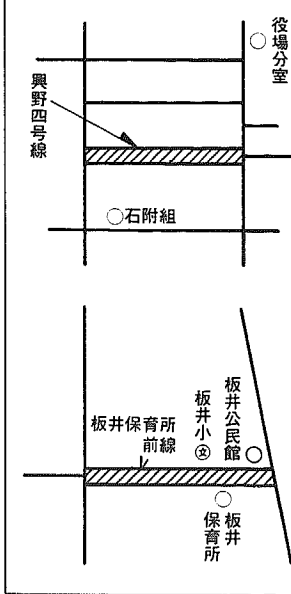 役場分室
興野四号線
石附組
板井保育所
前線
板井小
文
板井公民館
板井
保育所